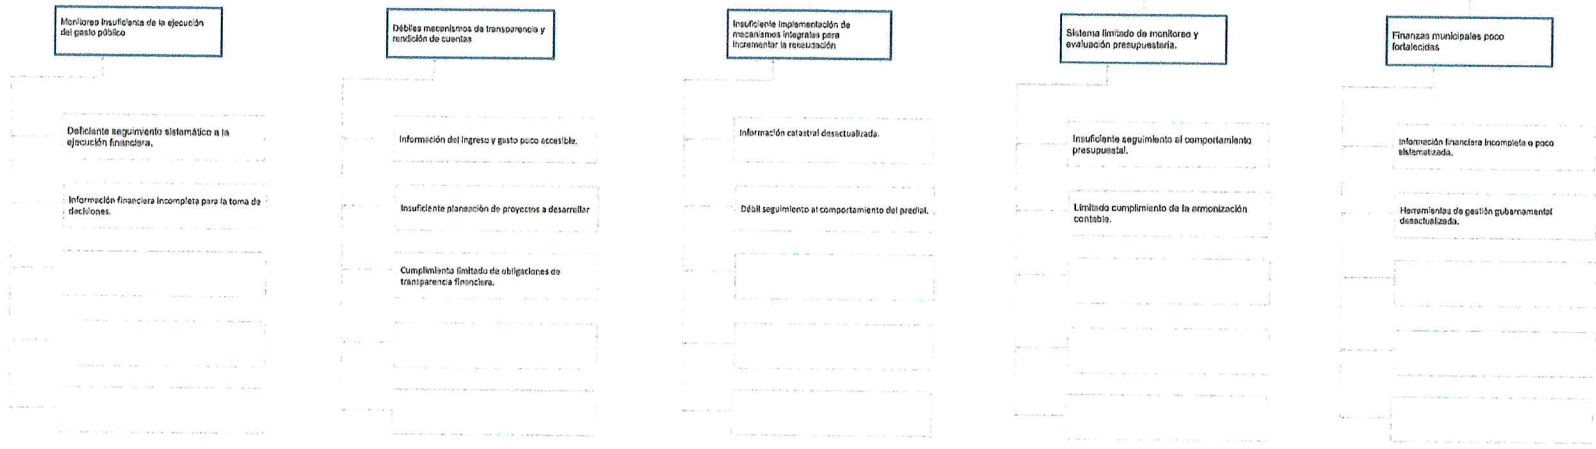 Monitoreo insuficiente de la ejecución
del gasto público
Deficiente seguimiento sistemático a la
ejecución financiera.
Información financiera incompleta para la toma de
decisiones.
Débiles mecanismos de transparencia y
rendición de cuentas
Información del ingreso y gasto poco accesible.
Insuficiente planeación de proyectos a desarrollar
Cumplimiento limitado de obligaciones de
transparencia financiera.
Insuficiente implementación de
mecanismos integrales para
incrementar la recaudación
Información catastral desactualizada.
Débil seguimiento al comportamiento del predial.
Sistema limitado de monitoreo y
evaluación presupuestaria.
Insuficiente seguimiento al comportamiento
presupuestal.
Limitado cumplimiento de la armonización
contable.
Finanzas municipales poco
fortalecidas
Información financiera incompleta o poco
sistematizada.
Herramientas de gestión gubernamental
desactualizada.